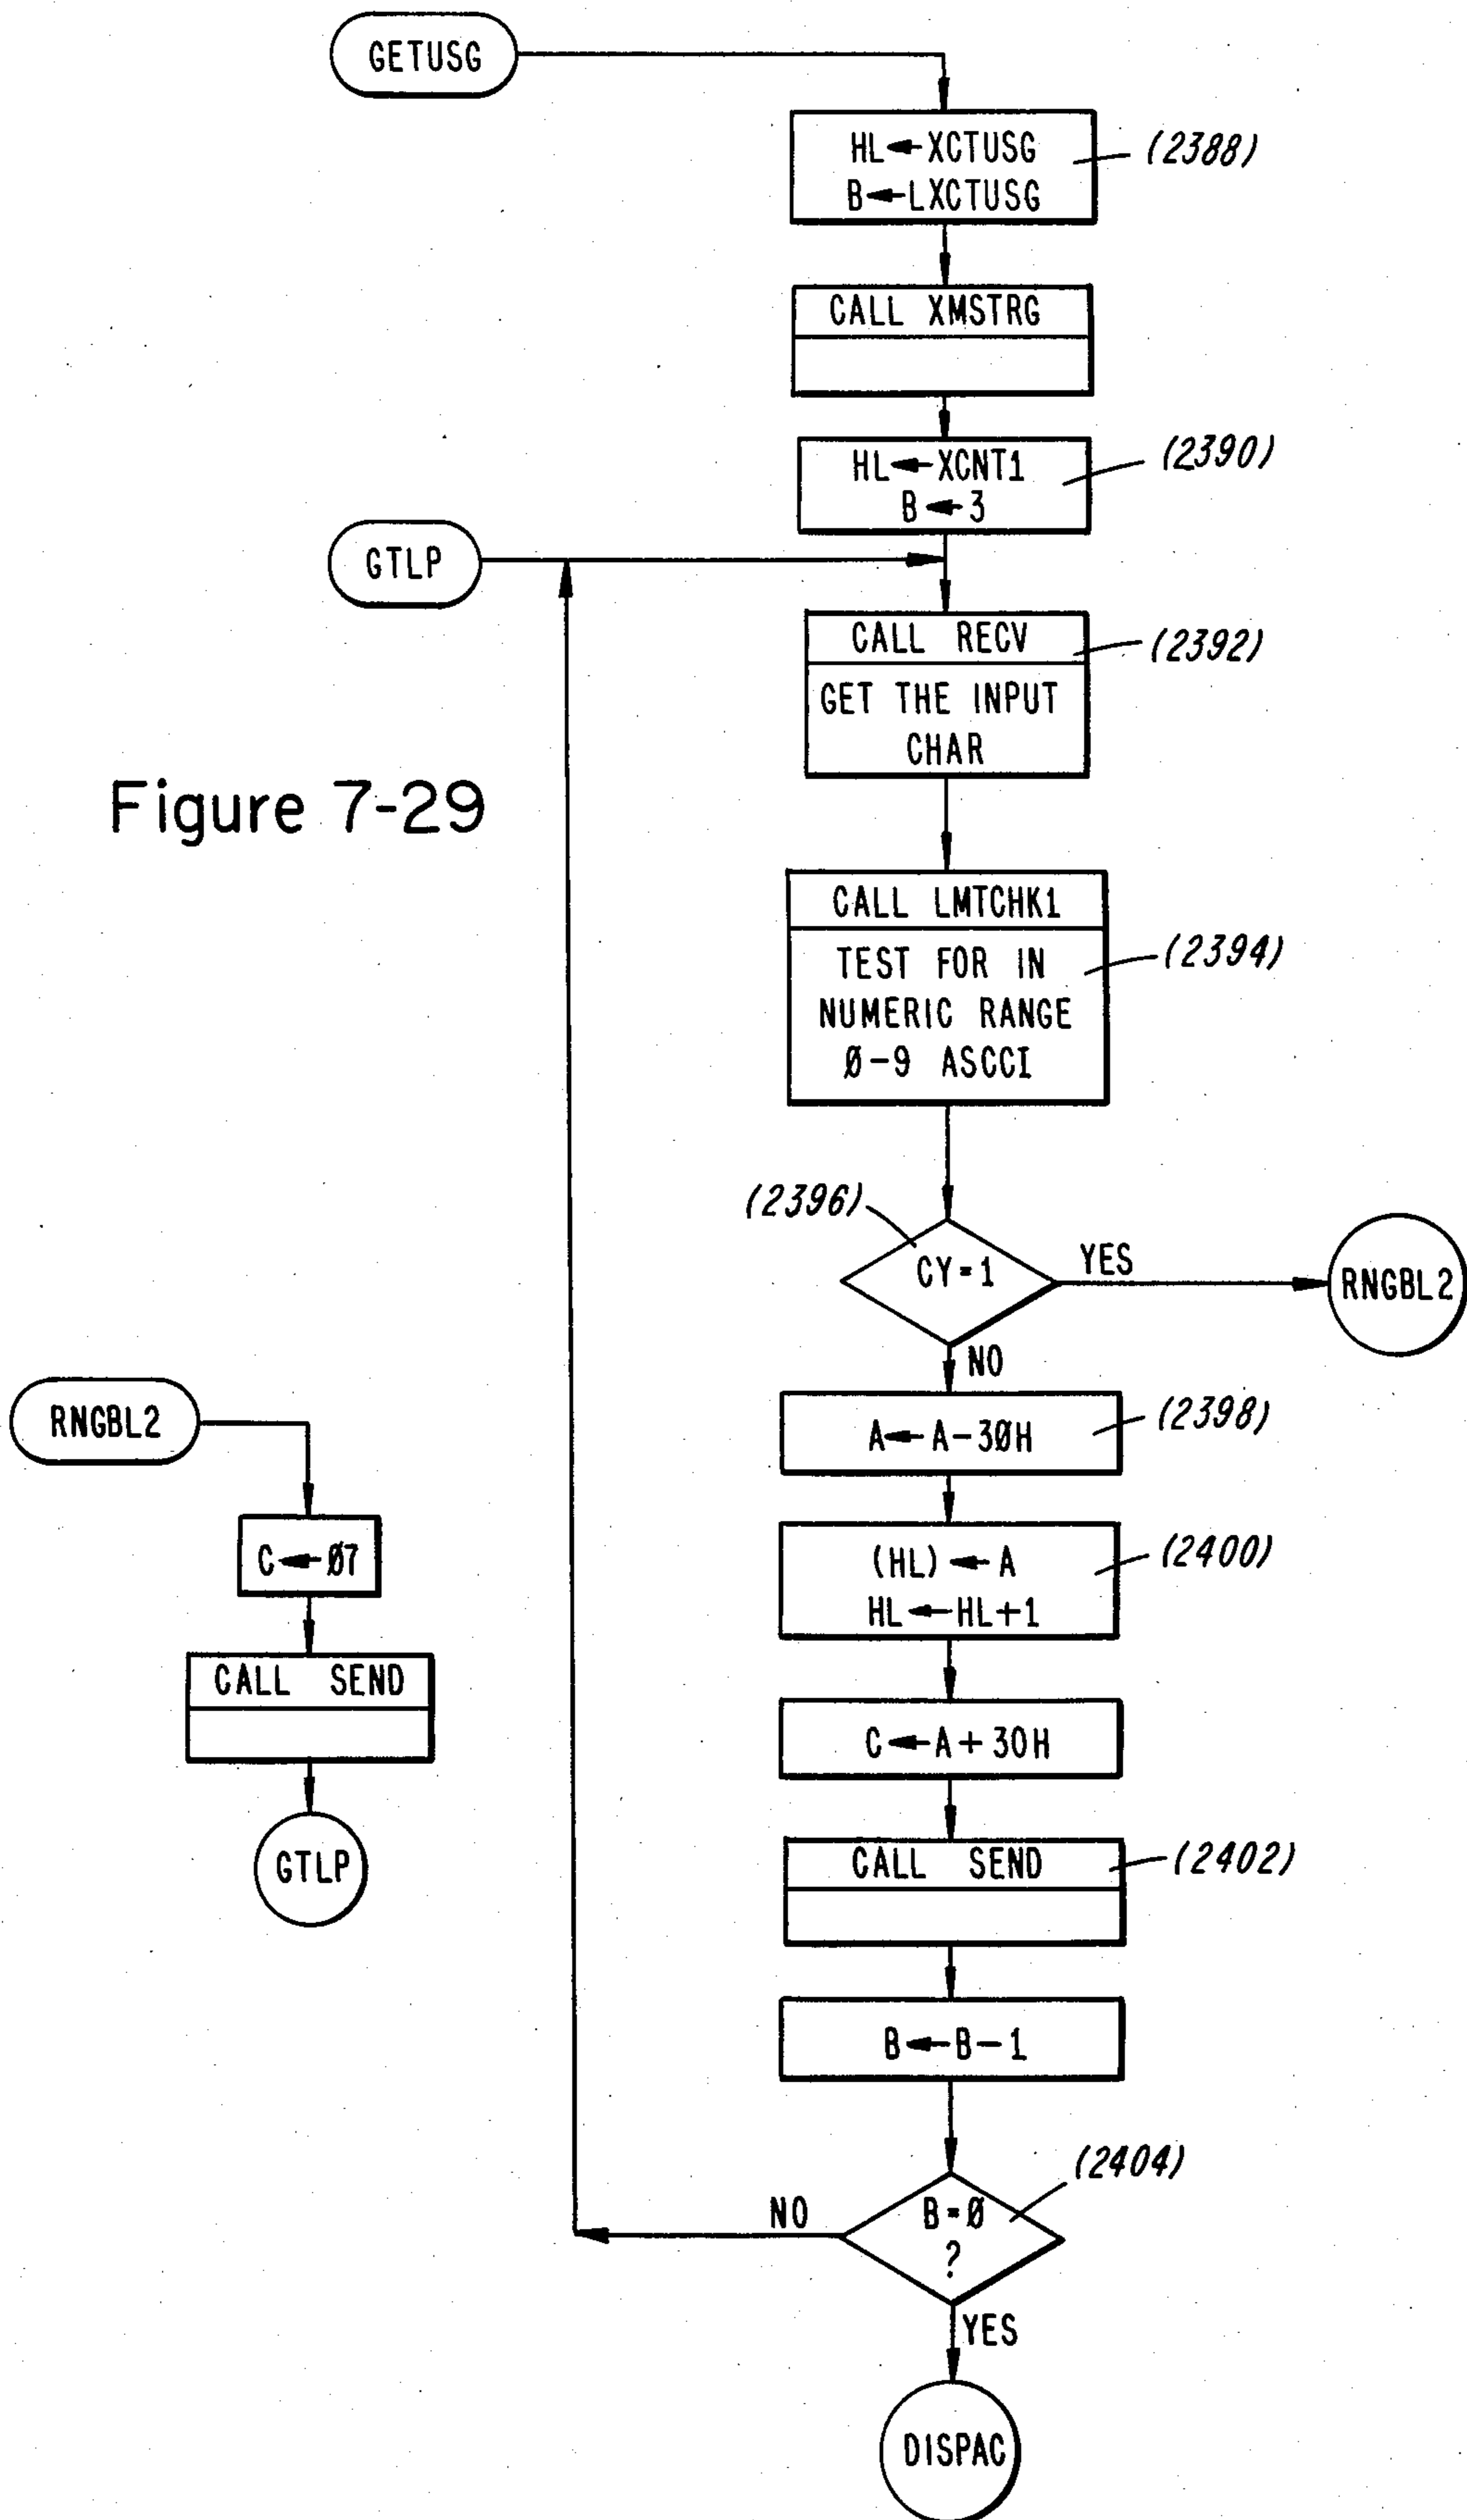 GETUSG
HL←XCTUSG
B←LXCTUSG
(2388)
CALL XMSTRG
HL←XCNT1
B←3
(2390)
GTLP
CALL RECV
(2392)
GET THE INPUT
CHAR
Figure 7-29
CALL LMTCHK1
TEST FOR IN
NUMERIC RANGE
Ø-9 ASCCI
(2394)
(2396)
CY=1
YES
RNGBL2
NO
A←A-3ØH
(2398)
(HL)←A
HL←HL+1
(2400)
C←A+30H
CALL SEND
(2402)
B←B-1
B=Ø
?
(2404)
NO
YES
DISPAC
RNGBL2
C←Ø7
CALL SEND
GTLP